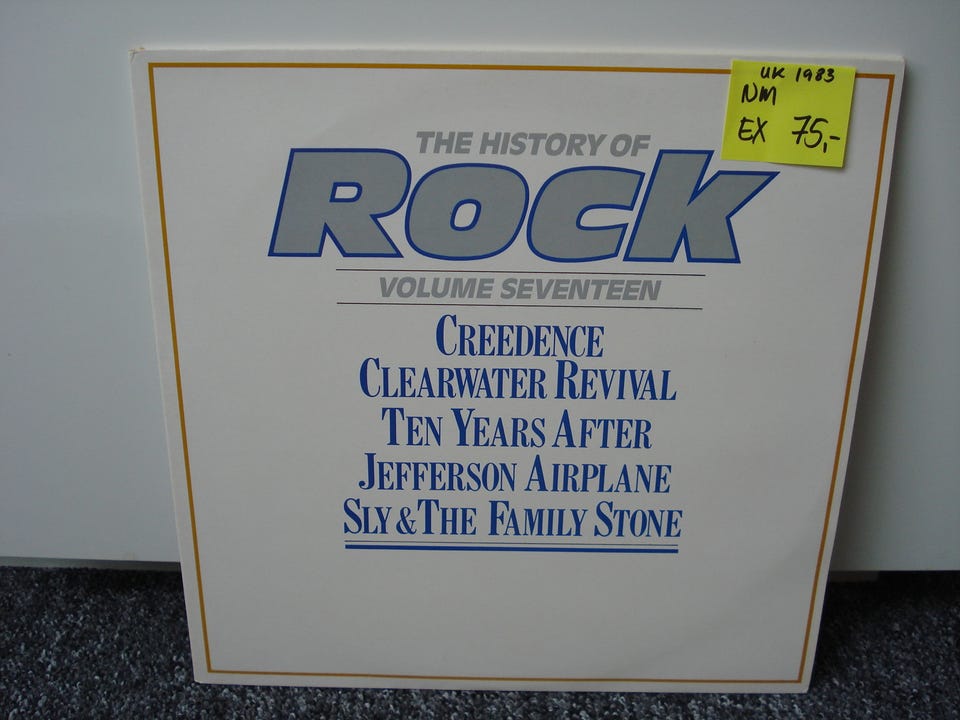 UK 1983
NM
EX 75,-
THE HISTORY OF
ROCK
VOLUME SEVENTEEN
CREEDENCE
CLEARWATER REVIVAL
TEN YEARS AFTER
JEFFERSON AIRPLANE
SLY & THE FAMILY STONE